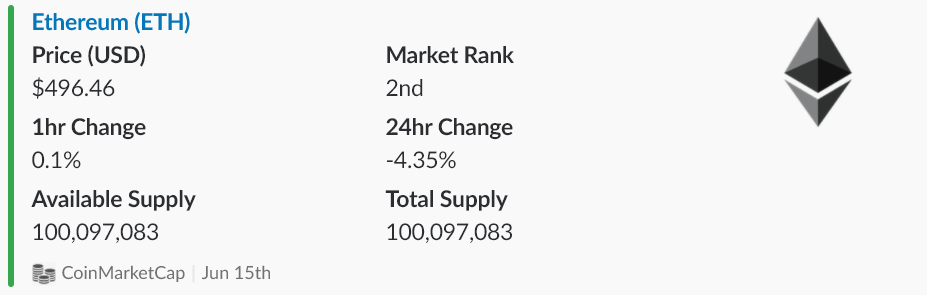 Ethereum (ETH)
Price (USD) Market Rank
$496.46 2nd
1hr Change 24hr Change
0.1% -4.35%
Available Supply Total Supply
100,097,083 100,097,083
CoinMarketCap | Jun 15th